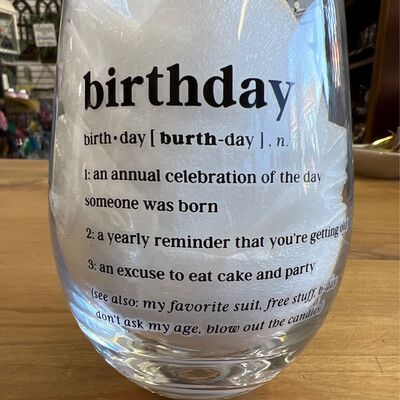 birthday
birth•day [ burth-day ] . n.
1: an annual celebration of the day
someone was born
2: a yearly reminder that you're getting old
3: an excuse to eat cake and party
(see also: my favorite suit, free stuff, b-day,
don't ask my age, blow out the candles)